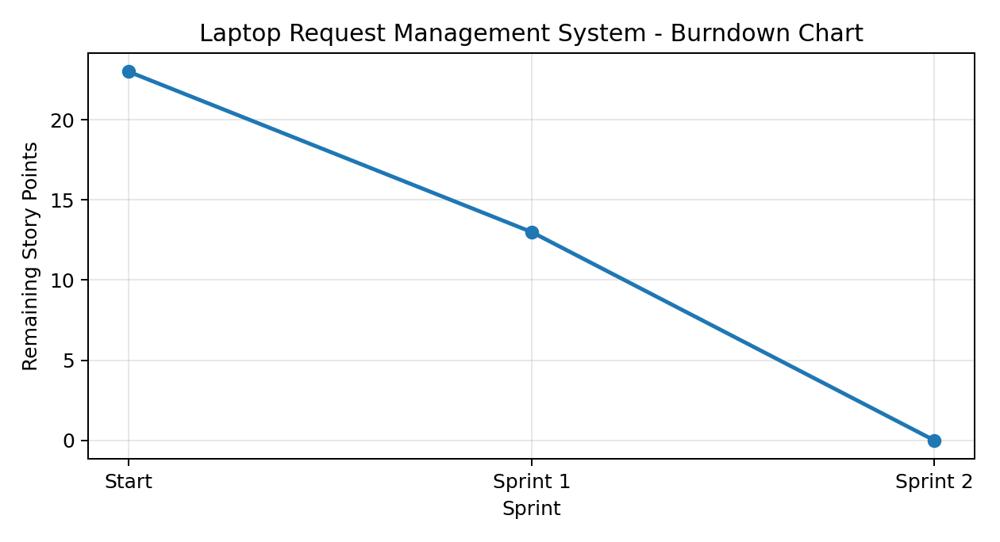 Laptop Request Management System - Burndown Chart
Remaining Story Points
20
15
10
5
0
Start
Sprint 1
Sprint 2
Sprint